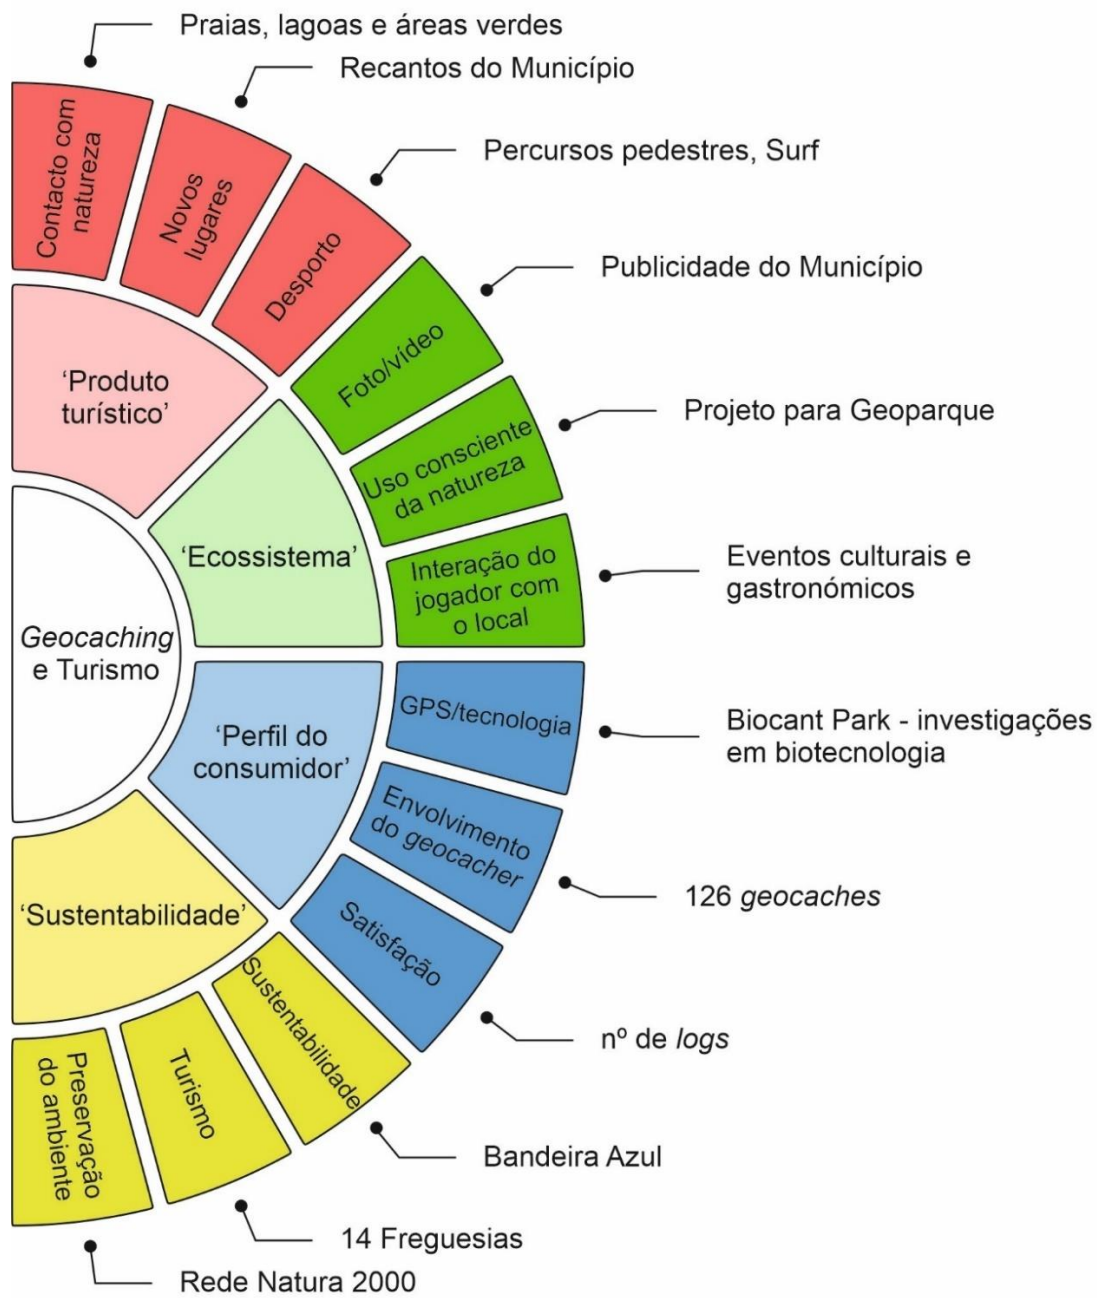 Praias, lagoas e áreas verdes
Recantos do Município
Percursos pedestres, Surf
Publicidade do Município
Projeto para Geoparque
Eventos culturais e
gastronómicos
Biocant Park - investigações
em biotecnologia
126 geocaches
nº de logs
Bandeira Azul
14 Freguesias
Rede Natura 2000
Contacto com
natureza
Novos
lugares
Desporto
Foto/vídeo
Uso consciente
da natureza
Interação do
jogador com
o local
GPS/tecnologia
Envolvimento
do geocacher
Satisfação
Sustentabilidade
Turismo
Preservação
do ambiente
‘Produto
turístico’
‘Ecossistema’
‘Perfil do
consumidor’
‘Sustentabilidade’
Geocaching
e Turismo